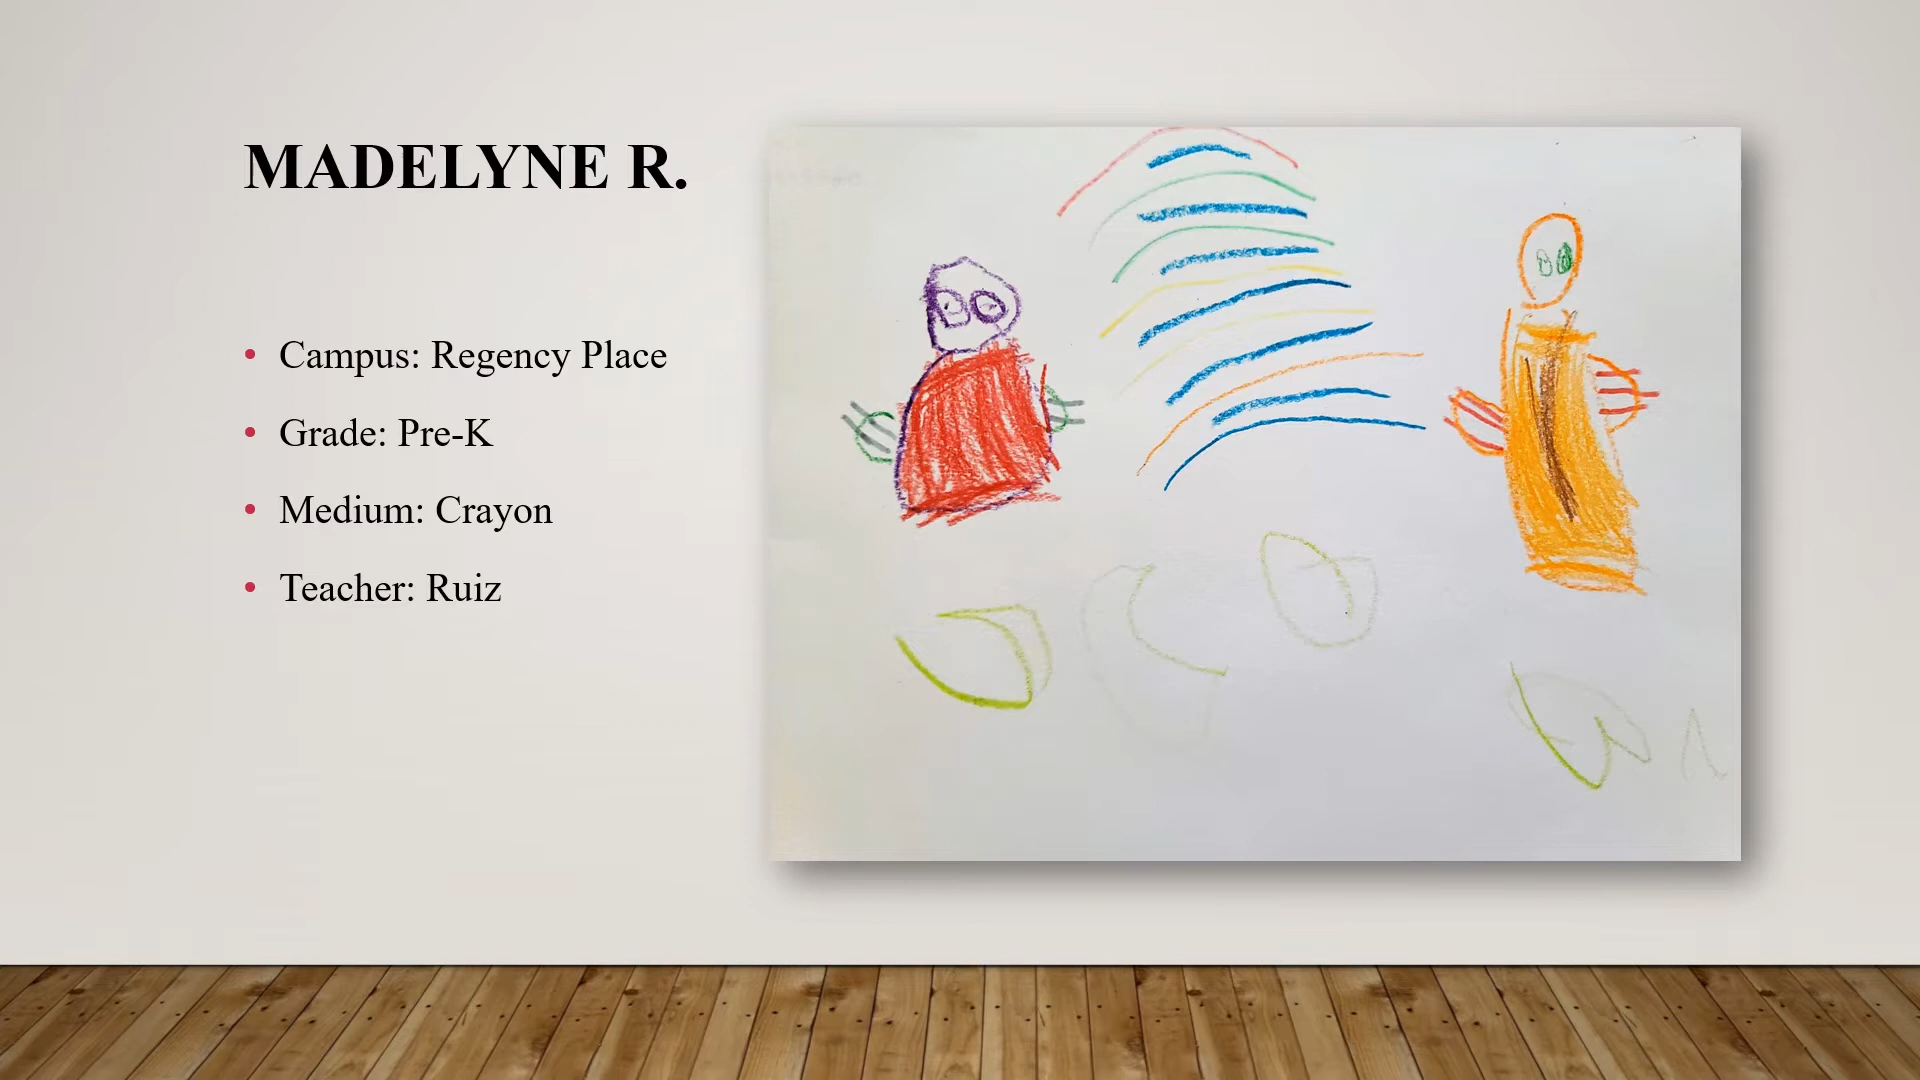 MADELYNE R.
• Campus: Regency Place
• Grade: Pre-K
• Medium: Crayon
• Teacher: Ruiz